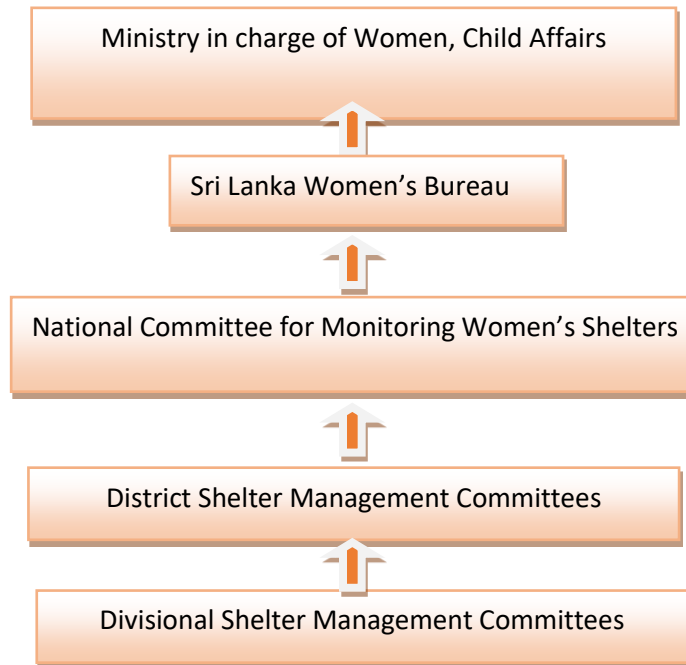 Ministry in charge of Women, Child Affairs
Sri Lanka Women’s Bureau
National Committee for Monitoring Women’s Shelters
District Shelter Management Committees
Divisional Shelter Management Committees